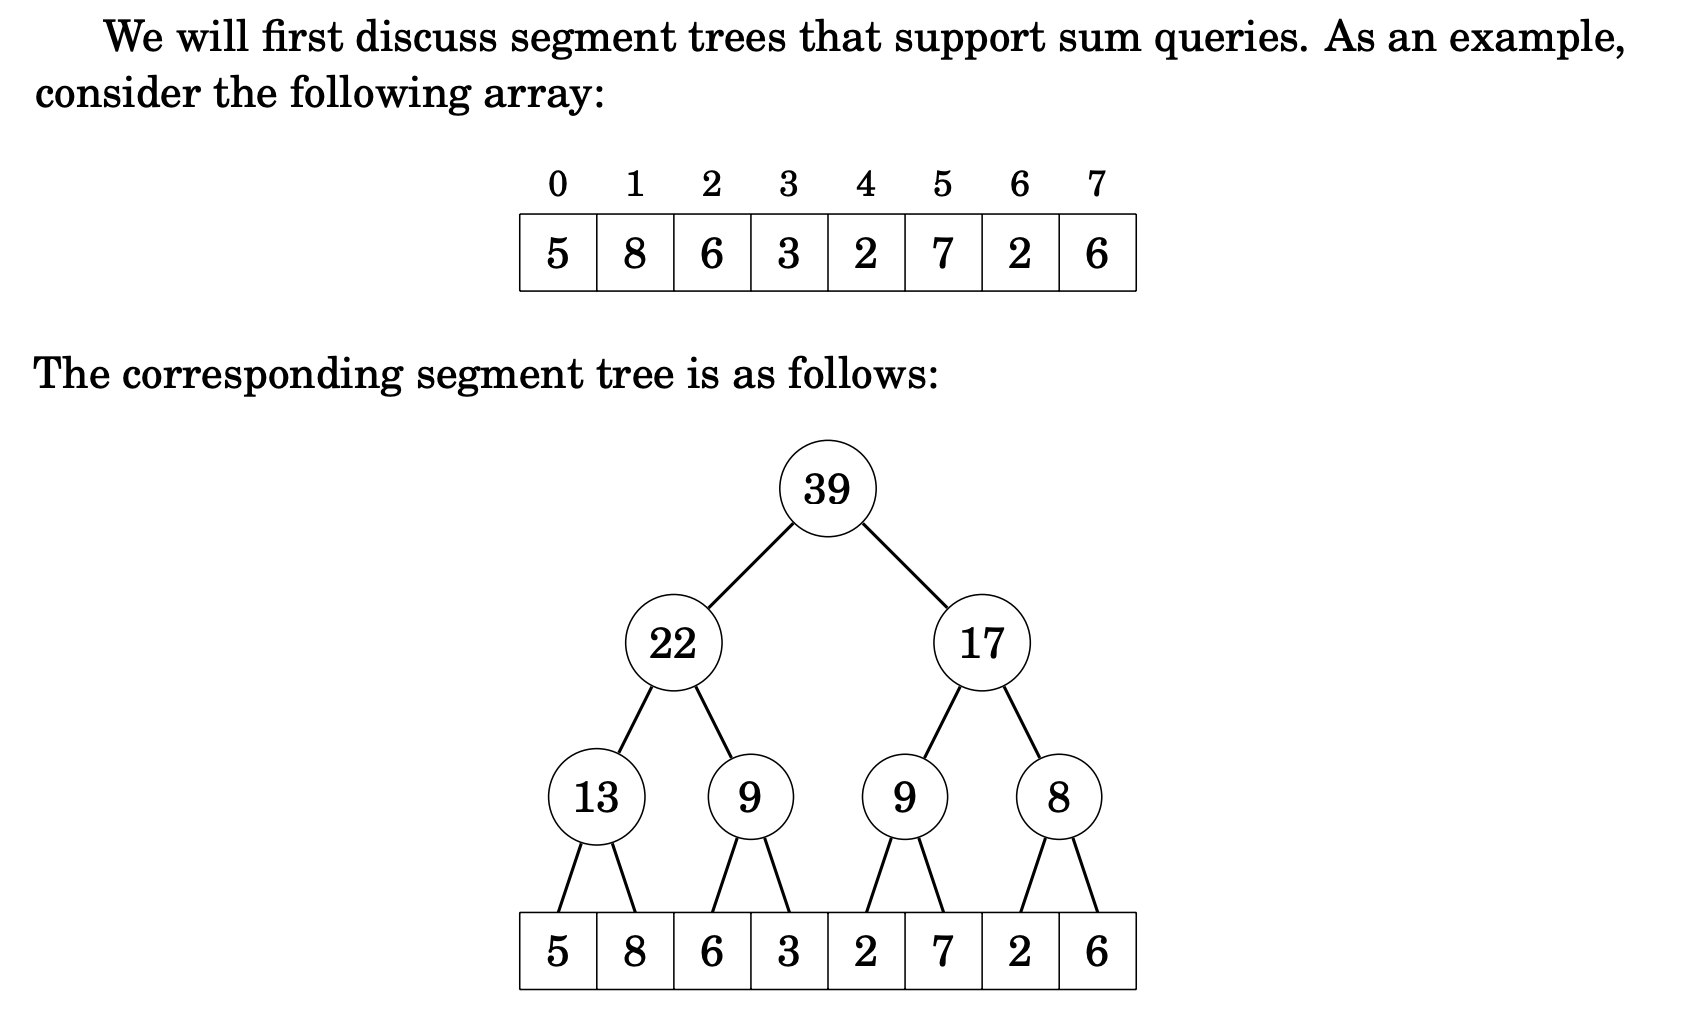 We will first discuss segment trees that support sum queries. As an example,
consider the following array:
0 1 2 3 4 5 6 7
5 8 6 3 2 7 2 6
The corresponding segment tree is as follows:
39
22 17
13 9 9 8
5 8 6 3 2 7 2 6